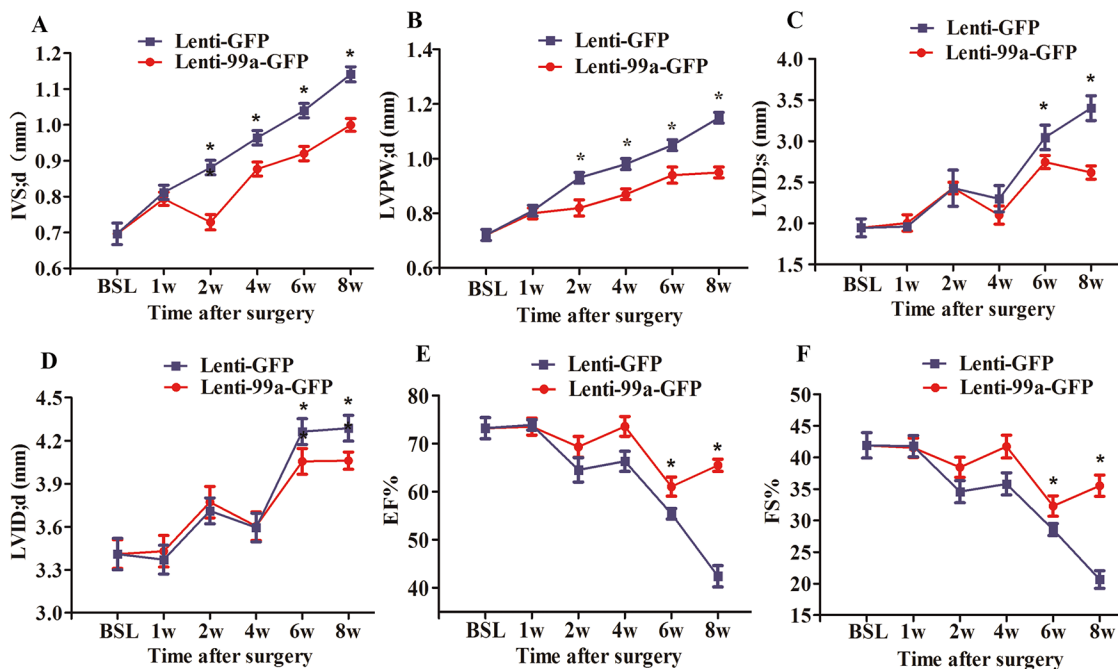 A
Lenti-GFP
Lenti-99a-GFP
IVS;d (mm)
1.2
1.1
1.0
0.9
0.8
0.7
0.6
* * * *
BSL 1w 2w 4w 6w 8w
Time after surgery
B
Lenti-GFP
Lenti-99a-GFP
LVPW;d (mm)
1.4
1.2
1.0
0.8
0.6
* * * *
BSL 1w 2w 4w 6w 8w
Time after surgery
C
Lenti-GFP
Lenti-99a-GFP
LVID;s (mm)
4.0
3.5
3.0
2.5
2.0
1.5
* *
BSL 1w 2w 4w 6w 8w
Time after surgery
D
Lenti-GFP
Lenti-99a-GFP
LVID;d (mm)
4.5
4.2
3.9
3.6
3.3
3.0
* *
* *
BSL 1w 2w 4w 6w 8w
Time after surgery
E
Lenti-GFP
Lenti-99a-GFP
EF%
80
70
60
50
40
* *
BSL 1w 2w 4w 6w 8w
Time after surgery
F
Lenti-GFP
Lenti-99a-GFP
FS%
50
45
40
35
30
25
20
15
* *
BSL 1w 2w 4w 6w 8w
Time after surgery